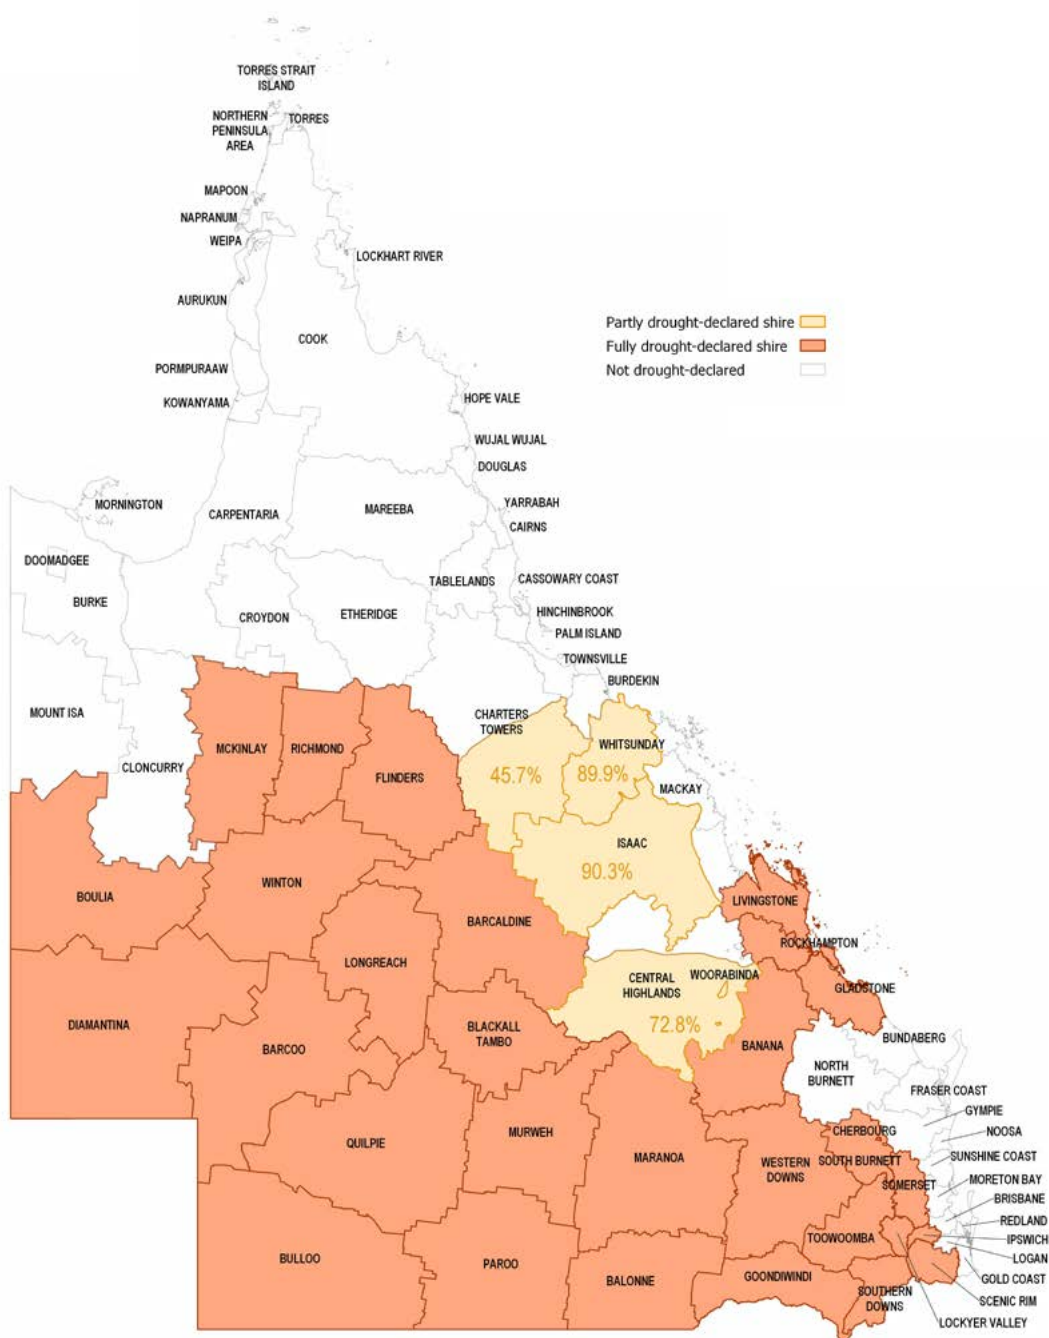 TORRES STRAIT
ISLAND
NORTHERN
PENINSULA
AREA
TORRES
MAPOON
NAPRANUM
WEIPA
LOCKHART RIVER
AURUKUN
COOK
Partly drought-declared shire
Fully drought-declared shire
Not drought-declared
PORMPURAAW
KOWANYAMA
HOPE VALE
WUJAL WUJAL
DOUGLAS
MORNINGTON
CARPENTARIA
MAREEBA
YARRABAH
CAIRNS
DOOMADGEE
BURKE
CROYDON
ETHERIDGE
TABLELANDS
CASSOWARY COAST
HINCHINBROOK
PALM ISLAND
TOWNSVILLE
BURDEKIN
MOUNT ISA
CLONCURRY
MCKINLAY
RICHMOND
FLINDERS
CHARTERS
TOWERS
45.7%
WHITSUNDAY
89.9%
MACKAY
ISAAC
90.3%
BOULIA
WINTON
BARCALDINE
LIVINGSTONE
ROCKHAMPTON
LONGREACH
CENTRAL
HIGHLANDS
WOORABINDA
72.8%
GLADSTONE
DIAMANTINA
BARCOO
BLACKALL
TAMBO
BANANA
BUNDABERG
NORTH
BURNETT
FRASER COAST
GYMPIE
NOOSA
QUILPIE
MURWEH
MARANOA
WESTERN
DOWNS
CHERBOURG
SOUTH BURNETT
SUNSHINE COAST
SOMERSET
MORETON BAY
BRISBANE
REDLAND
IPSWICH
LOGAN
BULLOO
PAROO
BALONNE
TOOWOOMBA
GOONDIWINDI
SOUTHERN
DOWNS
GOLD COAST
SCENIC RIM
LOCKYER VALLEY